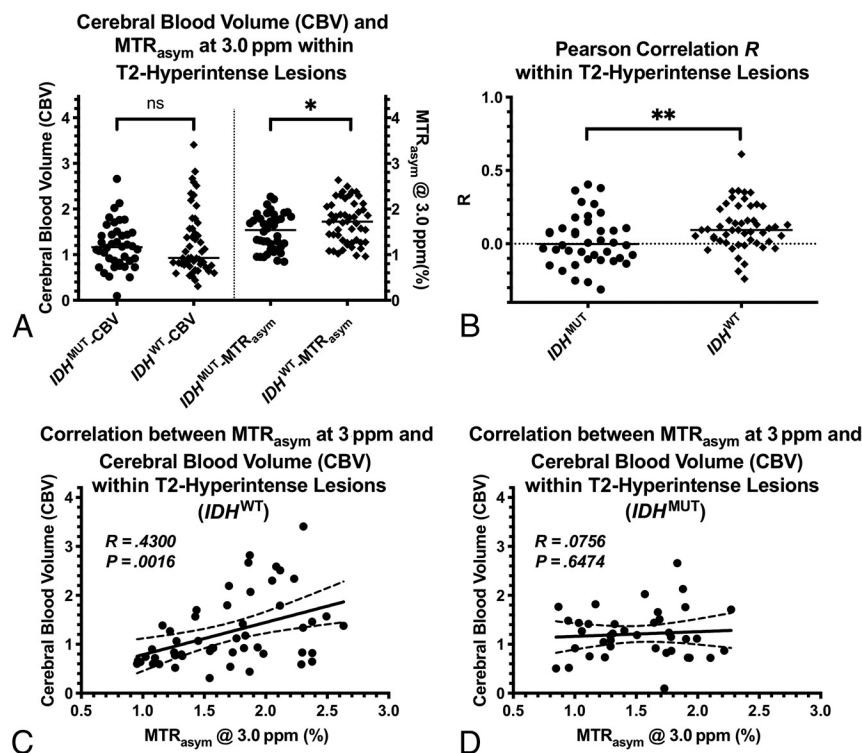 Cerebral Blood Volume (CBV) and
MTRasym at 3.0 ppm within
T2-Hyperintense Lesions
ns
*
4
3
2
1
0
Cerebral Blood Volume (CBV)
4
3
2
1
0
MTRasym @ 3.0 ppm(%)
IDHMUT-CBV
IDHWT-CBV
IDHMUT-MTRasym
IDHWT-MTRasym
A
Pearson Correlation R
within T2-Hyperintense Lesions
**
1.0
0.5
0.0
R
IDHMUT
IDHWT
B
Correlation between MTRasym at 3 ppm and
Cerebral Blood Volume (CBV)
within T2-Hyperintense Lesions
(IDHWT)
R = .4300
P = .0016
4
3
2
1
0
Cerebral Blood Volume (CBV)
0.5 1.0 1.5 2.0 2.5 3.0
MTRasym @ 3.0 ppm (%)
C
Correlation between MTRasym at 3 ppm and
Cerebral Blood Volume (CBV)
within T2-Hyperintense Lesions
(IDHMUT)
R = .0756
P = .6474
4
3
2
1
0
Cerebral Blood Volume (CBV)
0.5 1.0 1.5 2.0 2.5 3.0
MTRasym @ 3.0 ppm (%)
D